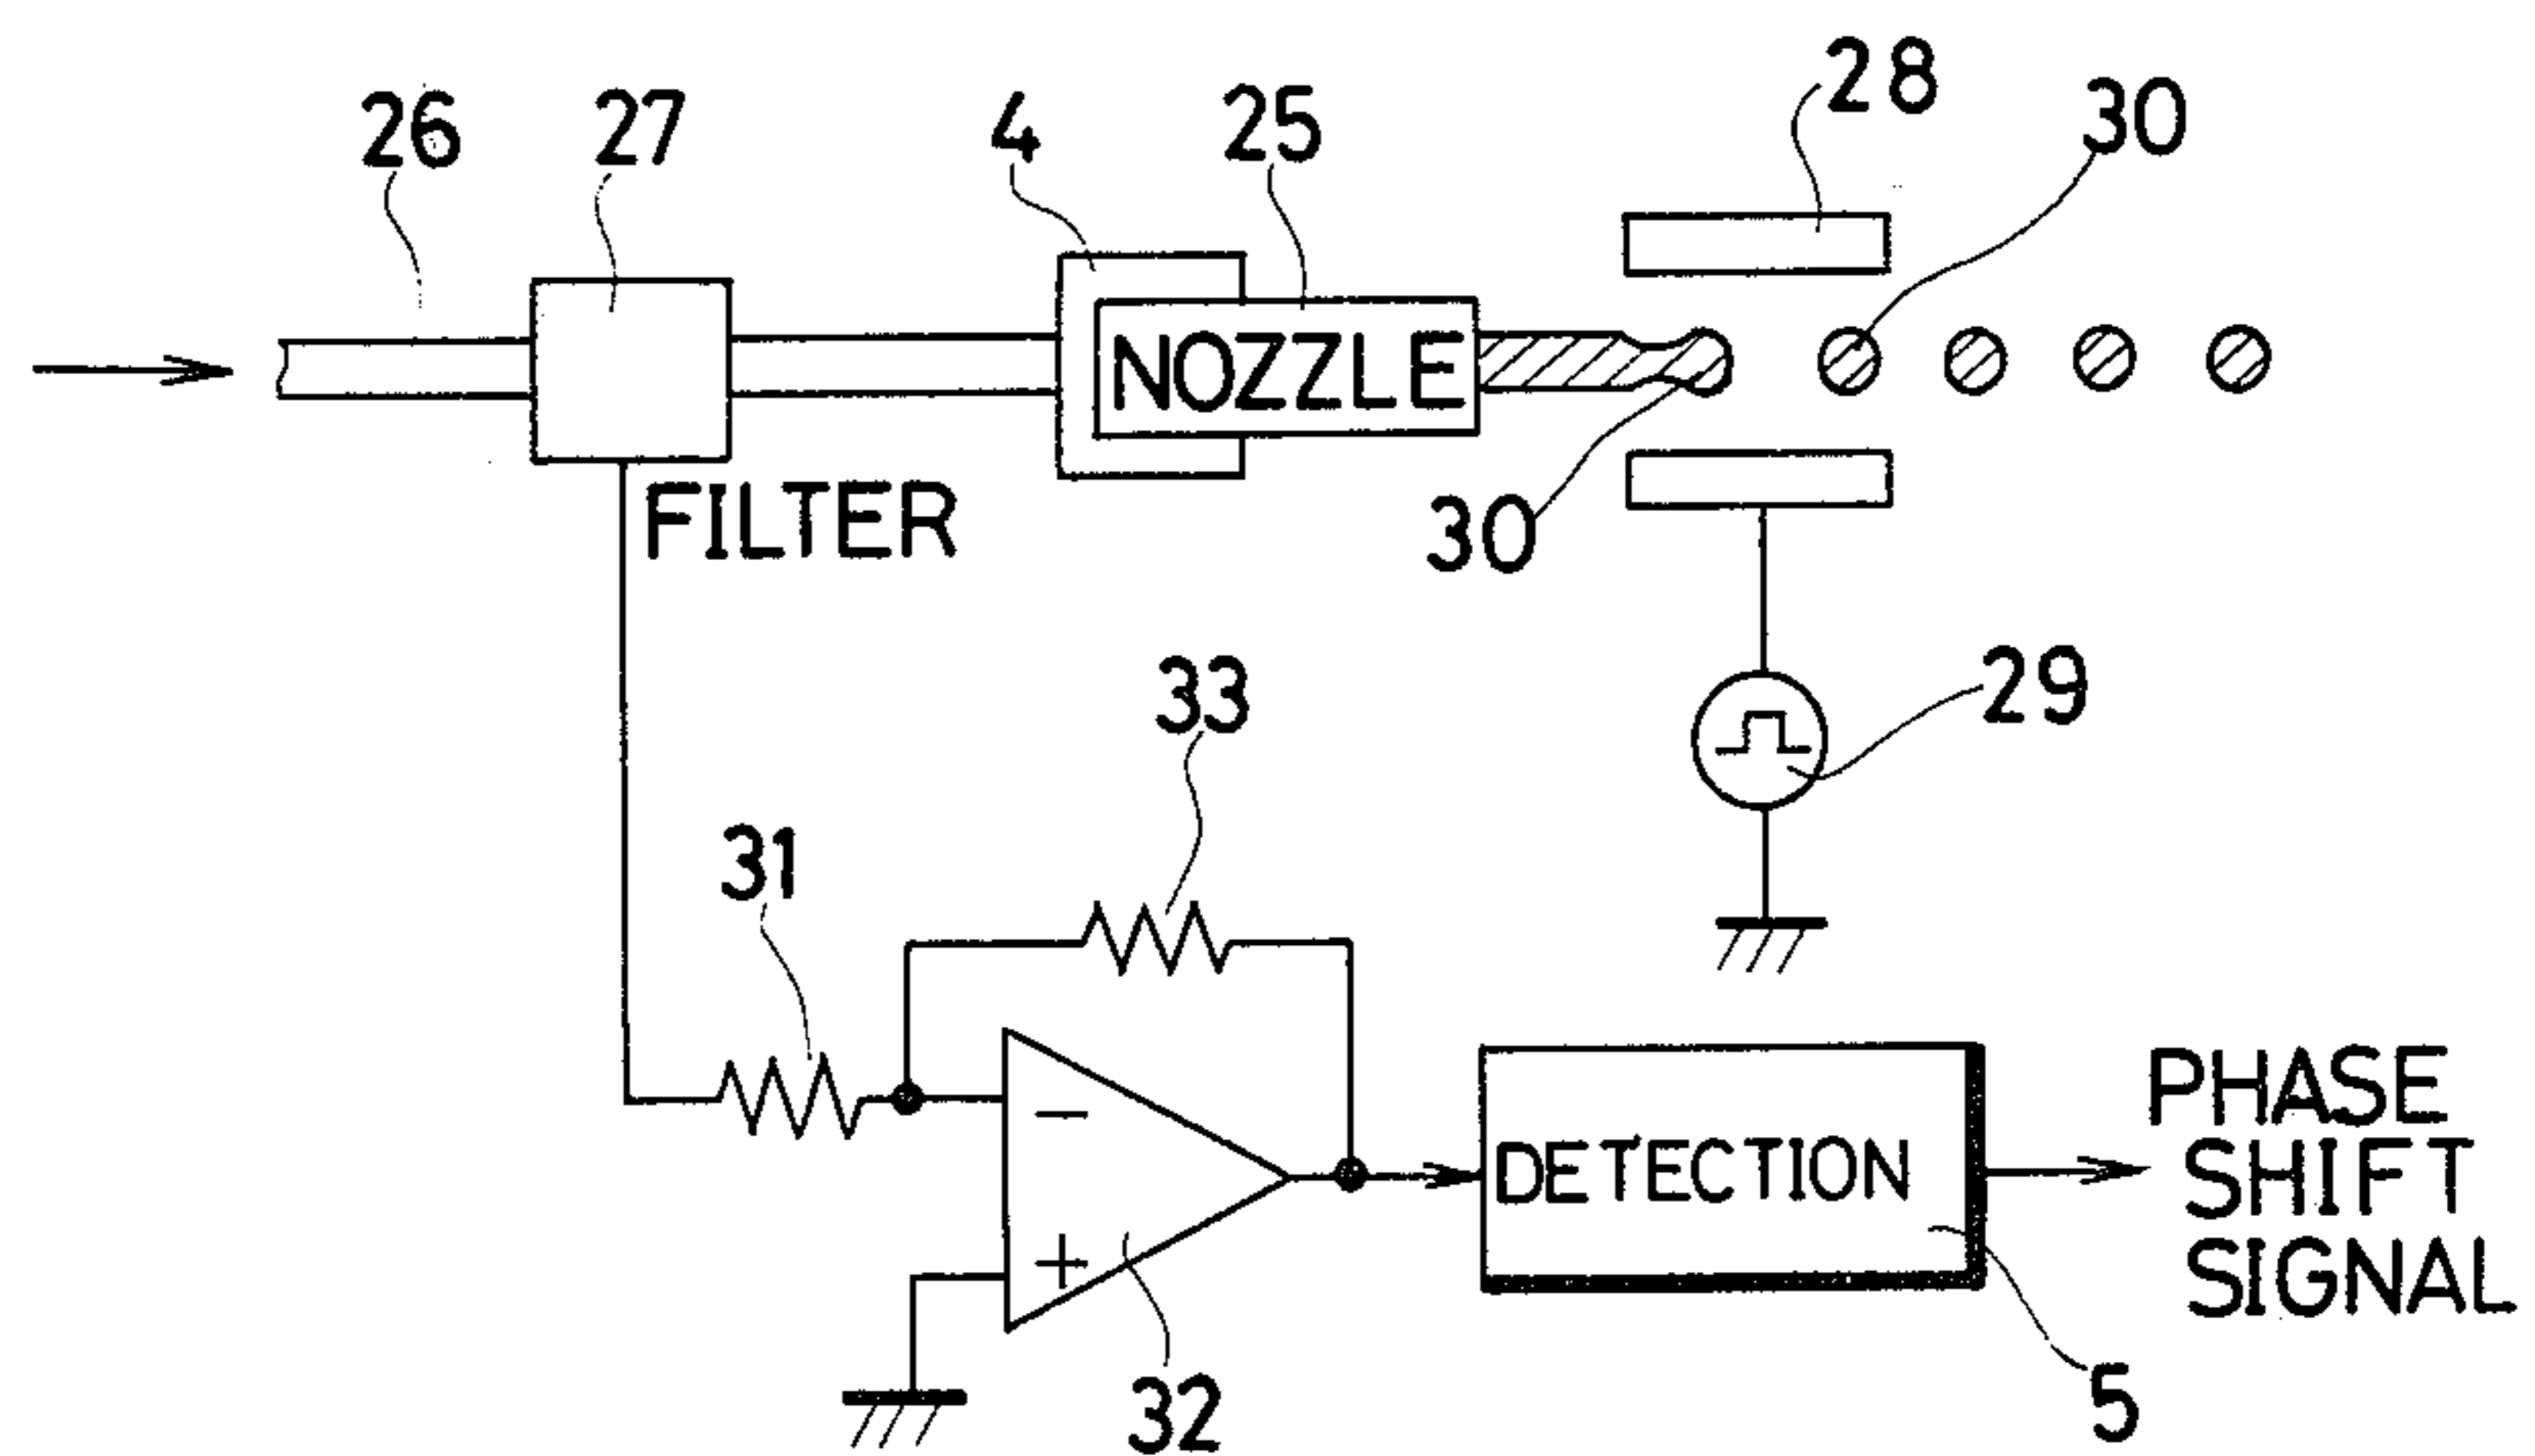 28
26 27 4 25 30
NOZZLE
FILTER
30
33
29
31
−
DETECTION
PHASE
SHIFT
SIGNAL
+
32
5